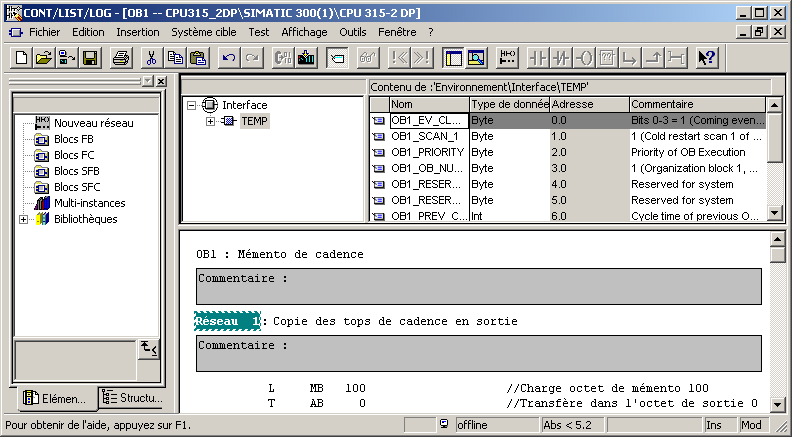 CONT/LIST/LOG - [OB1 -- CPU315_2DP\SIMATIC 300(1)\CPU 315-2 DP]
Fichier Edition Insertion Système cible Test Affichage Outils Fenêtre ?
Nouveau réseau
Blocs FB
Blocs FC
Blocs SFB
Blocs SFC
Multi-instances
Bibliothèques
Elémen...
Structu...
Interface
TEMP
Contenu de :'Environnement\Interface\TEMP'
Nom Type de donnée Adresse Commentaire
OB1_EV_CL... Byte 0.0 Bits 0-3 = 1 (Coming even...
OB1_SCAN_1 Byte 1.0 1 (Cold restart scan 1 of ...
OB1_PRIORITY Byte 2.0 Priority of OB Execution
OB1_OB_NU... Byte 3.0 1 (Organization block 1, ...
OB1_RESER... Byte 4.0 Reserved for system
OB1_RESER... Byte 5.0 Reserved for system
OB1_PREV_C... Int 6.0 Cycle time of previous O...
OB1 : Mémento de cadence
Commentaire :
Réseau 1 : Copie des tops de cadence en sortie
Commentaire :
L MB 100 //Charge octet de mémento 100
T AB 0 //Transfère dans l'octet de sortie 0
Pour obtenir de l'aide, appuyez sur F1. offline Abs < 5.2 Ins Mod